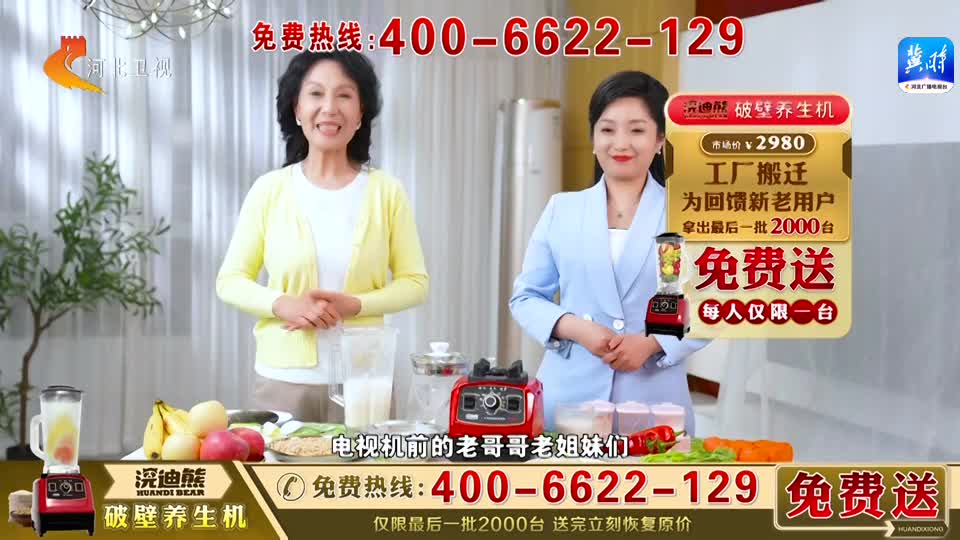 免费热线:400-6622-129
河北卫视
冀时
河北广播电视台
浣迪熊 破壁养生机
市场价¥2980
工厂搬迁
为回馈新老用户
拿出最后一批2000台
免费送
每人仅限一台
电视机前的老哥哥老姐妹们
浣迪熊
HUANDI BEAR
破壁养生机
免费热线:400-6622-129
仅限最后一批2000台 送完立刻恢复原价
免费送
HUANDIXIONG